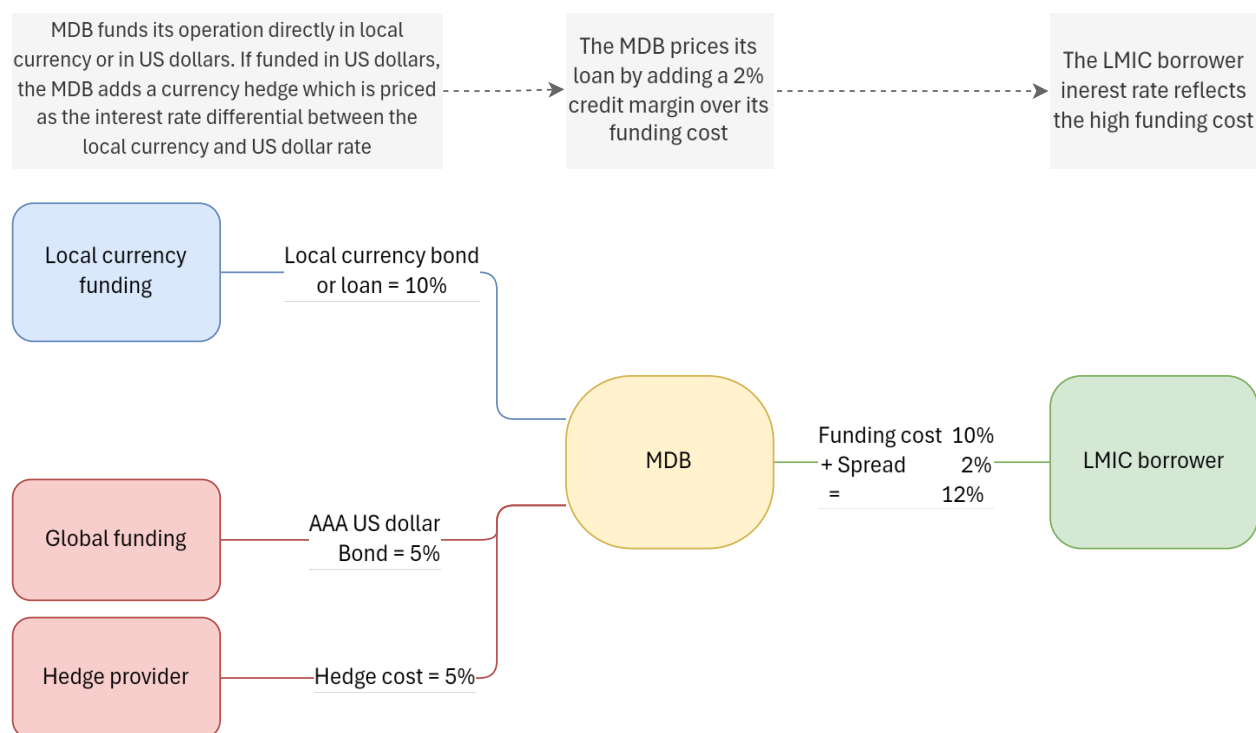 MDB funds its operation directly in local
currency or in US dollars. If funded in US dollars,
the MDB adds a currency hedge which is priced
as the interest rate differential between the
local currency and US dollar rate
The MDB prices its
loan by adding a 2%
credit margin over its
funding cost
The LMIC borrower
inerest rate reflects
the high funding cost
Local currency
funding
Local currency bond
or loan = 10%
Global funding
AAA US dollar
Bond = 5%
Hedge provider
Hedge cost = 5%
MDB
Funding cost 10%
+ Spread 2%
= 12%
LMIC borrower